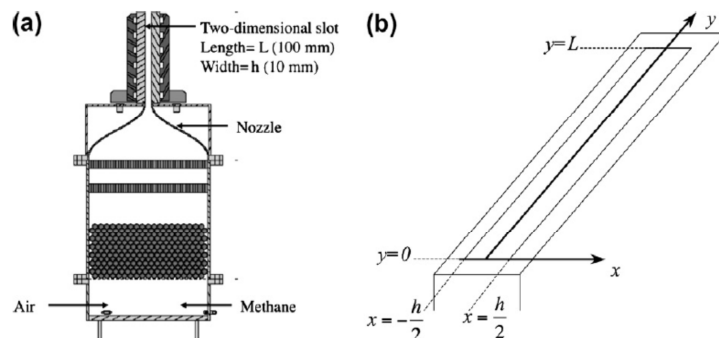 (a)
Two-dimensional slot
Length= L (100 mm)
Width= h (10 mm)
Nozzle
Air
Methane
(b)
y
y=L
y=0
x
x = -h/2
x = h/2